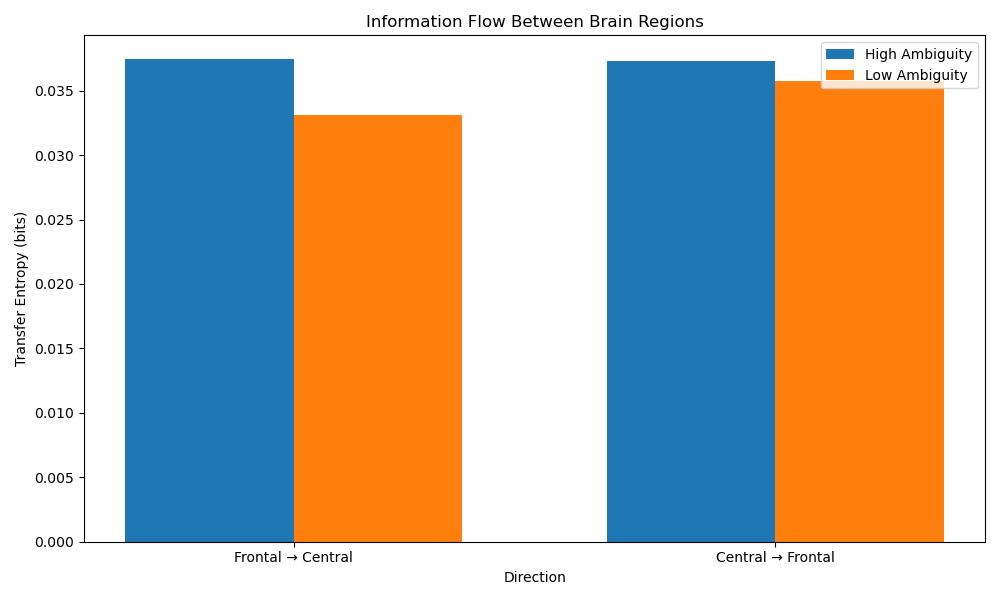 Information Flow Between Brain Regions
High Ambiguity
Low Ambiguity
Transfer Entropy (bits)
0.035
0.030
0.025
0.020
0.015
0.010
0.005
0.000
Frontal → Central
Central → Frontal
Direction